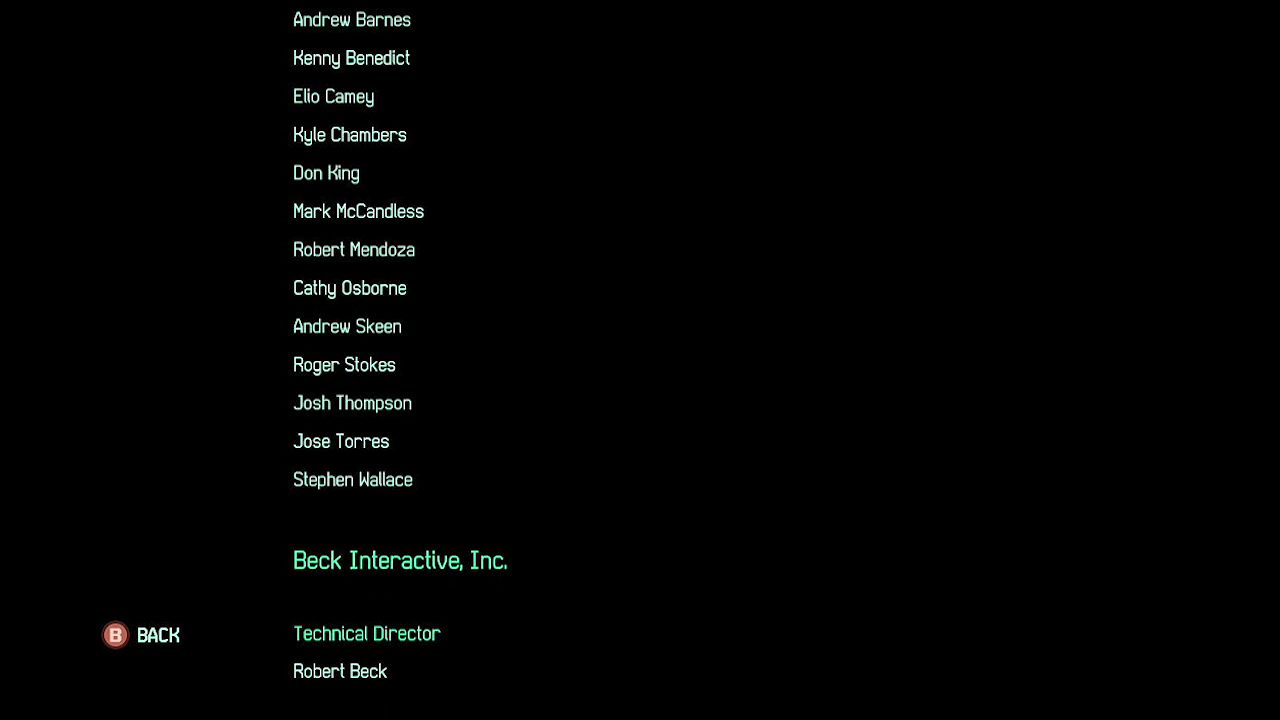 Andrew Barnes
Kenny Benedict
Elio Camey
Kyle Chambers
Don King
Mark McCandless
Robert Mendoza
Cathy Osborne
Andrew Skeen
Roger Stokes
Josh Thompson
Jose Torres
Stephen Wallace
Beck Interactive, Inc.
Technical Director
B BACK
Robert Beck